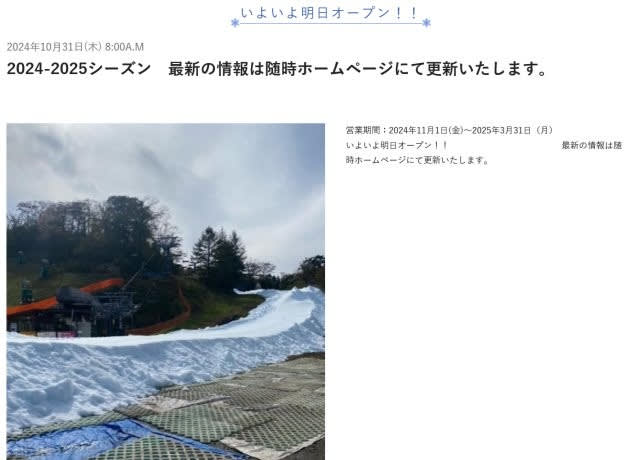 いよいよ明日オープン！！
2024年10月31日(木) 8:00A.M
2024-2025シーズン　最新の情報は随時ホームページにて更新いたします。
営業期間：2024年11月1日(金)～2025年3月31日（月）
いよいよ明日オープン！！　最新の情報は随
時ホームページにて更新いたします。